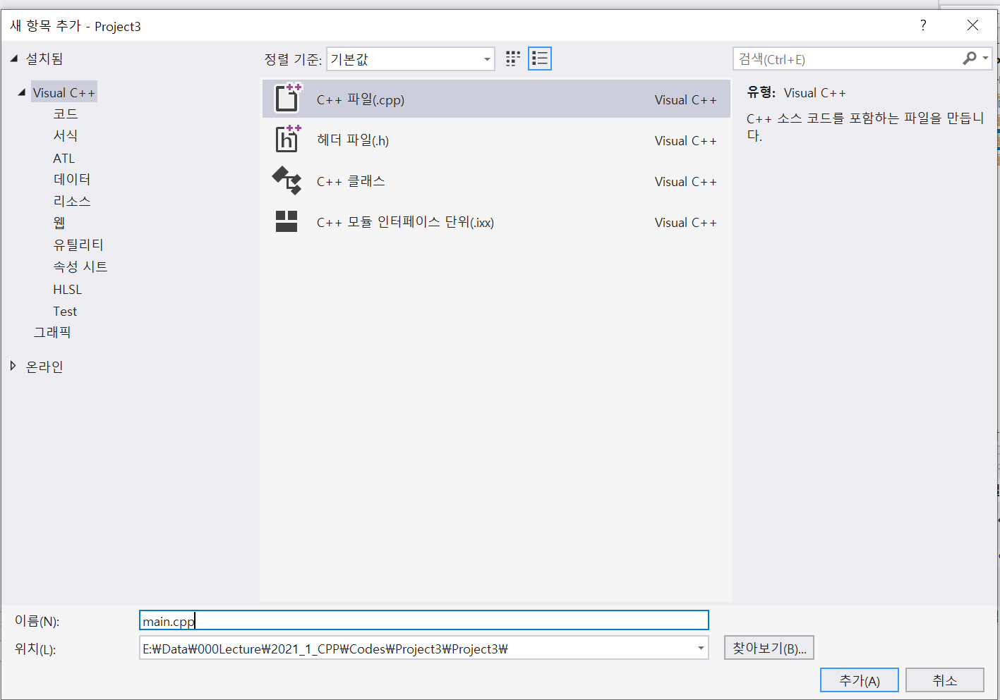 새 항목 추가 - Project3
?
설치됨
정렬 기준: 기본값
검색(Ctrl+E)
Visual C++
코드
서식
ATL
데이터
리소스
웹
유틸리티
속성 시트
HLSL
Test
그래픽
온라인
C++ 파일(.cpp) Visual C++
헤더 파일(.h) Visual C++
C++ 클래스 Visual C++
C++ 모듈 인터페이스 단위(.ixx) Visual C++
유형: Visual C++
C++ 소스 코드를 포함하는 파일을 만듭니
다.
이름(N): main.cpp
위치(L): E:₩Data₩000Lecture₩2021_1_CPP₩Codes₩Project3₩Project3₩
찾아보기(B)...
추가(A) 취소